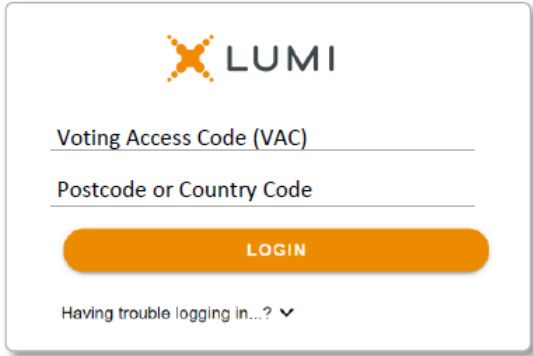 LUMI
Voting Access Code (VAC)
Postcode or Country Code
LOGIN
Having trouble logging in...?